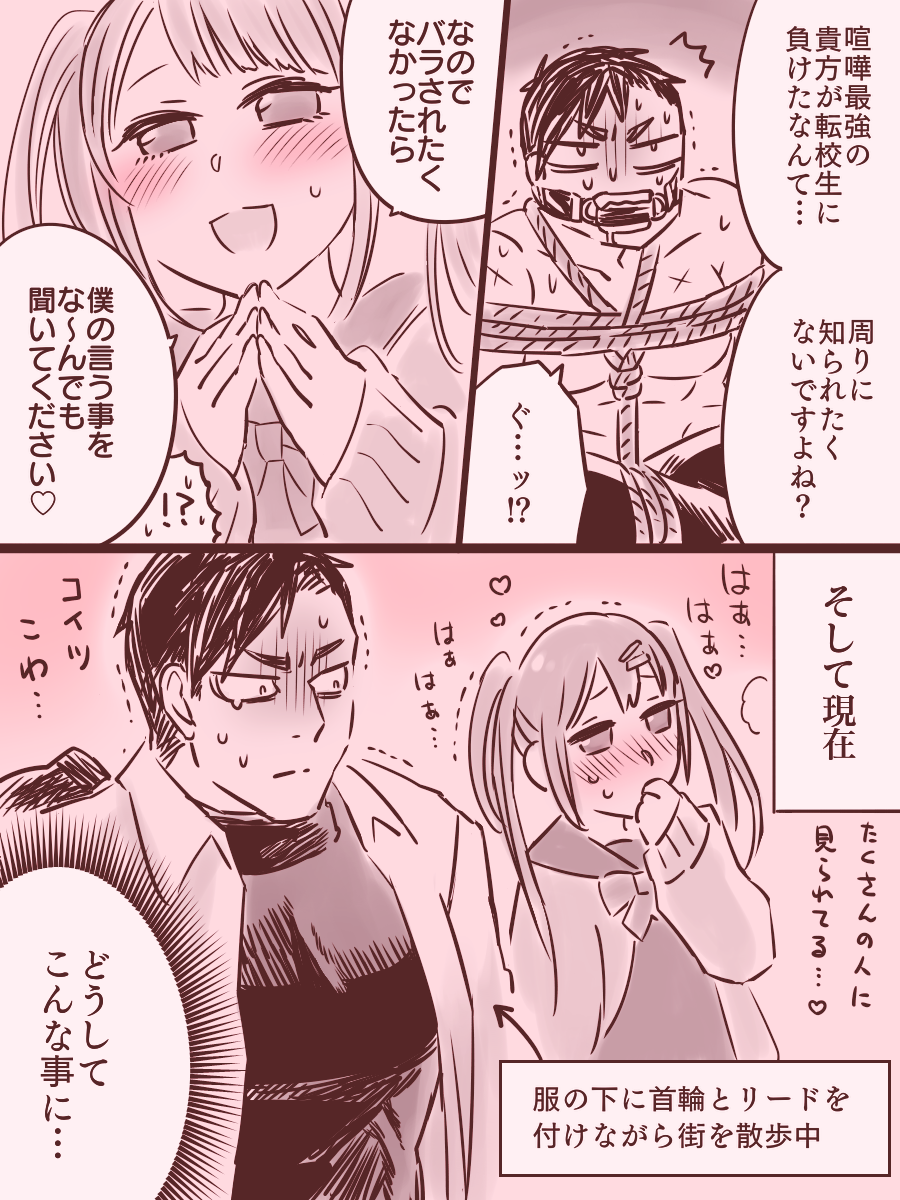 喧嘩最強の
貴方が転校生に
負けたなんて…
周りに
知られたく
ないですよね？
ぐ…ッ!?
なので
バラされたく
なかったら
僕の言う事を
な～んでも
聞いてください♡
!?
そして現在
はぁ…
はぁ♡
たくさんの人に
見られてる…♡
はぁ
はぁ…
コイツ
こわ…
どうして
こんな事に…
服の下に首輪とリードを
付けながら街を散歩中